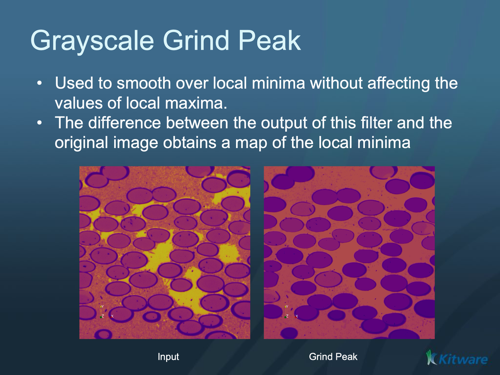 Grayscale Grind Peak
• Used to smooth over local minima without affecting the
values of local maxima.
• The difference between the output of this filter and the
original image obtains a map of the local minima
Input
Grind Peak
Kitware